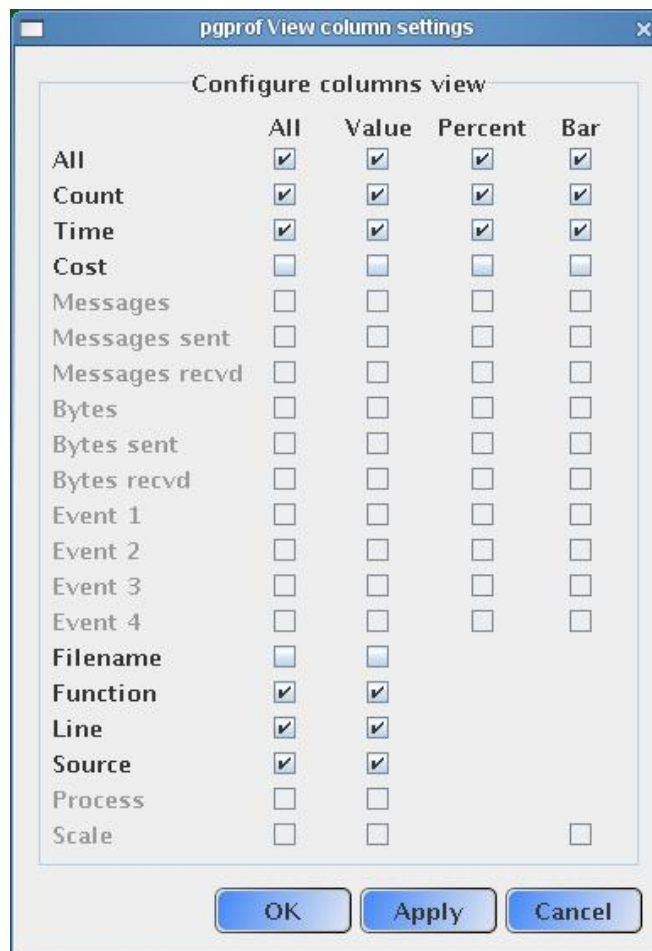 pgprof View column settings
Configure columns view
All Value Percent Bar
All
Count
Time
Cost
Messages
Messages sent
Messages recvd
Bytes
Bytes sent
Bytes recvd
Event 1
Event 2
Event 3
Event 4
Filename
Function
Line
Source
Process
Scale
OK Apply Cancel